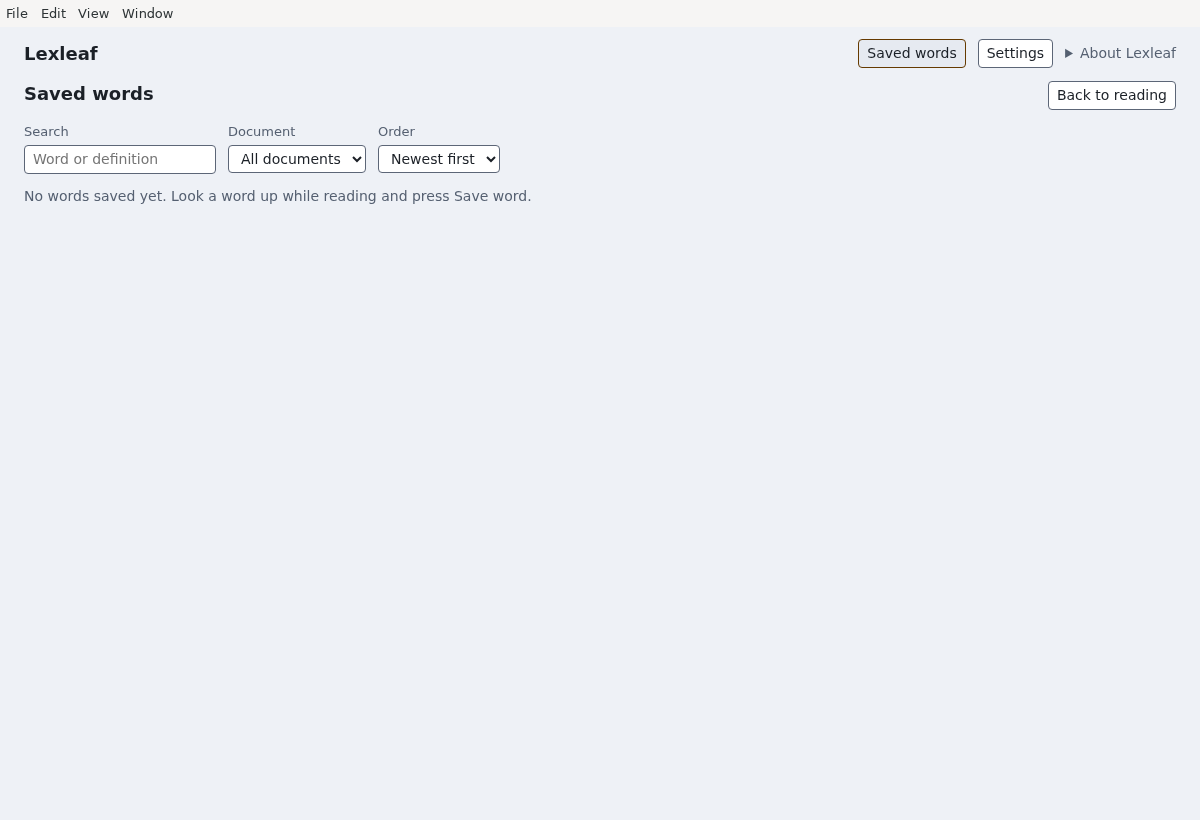 File Edit View Window
Lexleaf
Saved words Settings ▶ About Lexleaf
Saved words
Back to reading
Search Document Order
Word or definition All documents Newest first
No words saved yet. Look a word up while reading and press Save word.